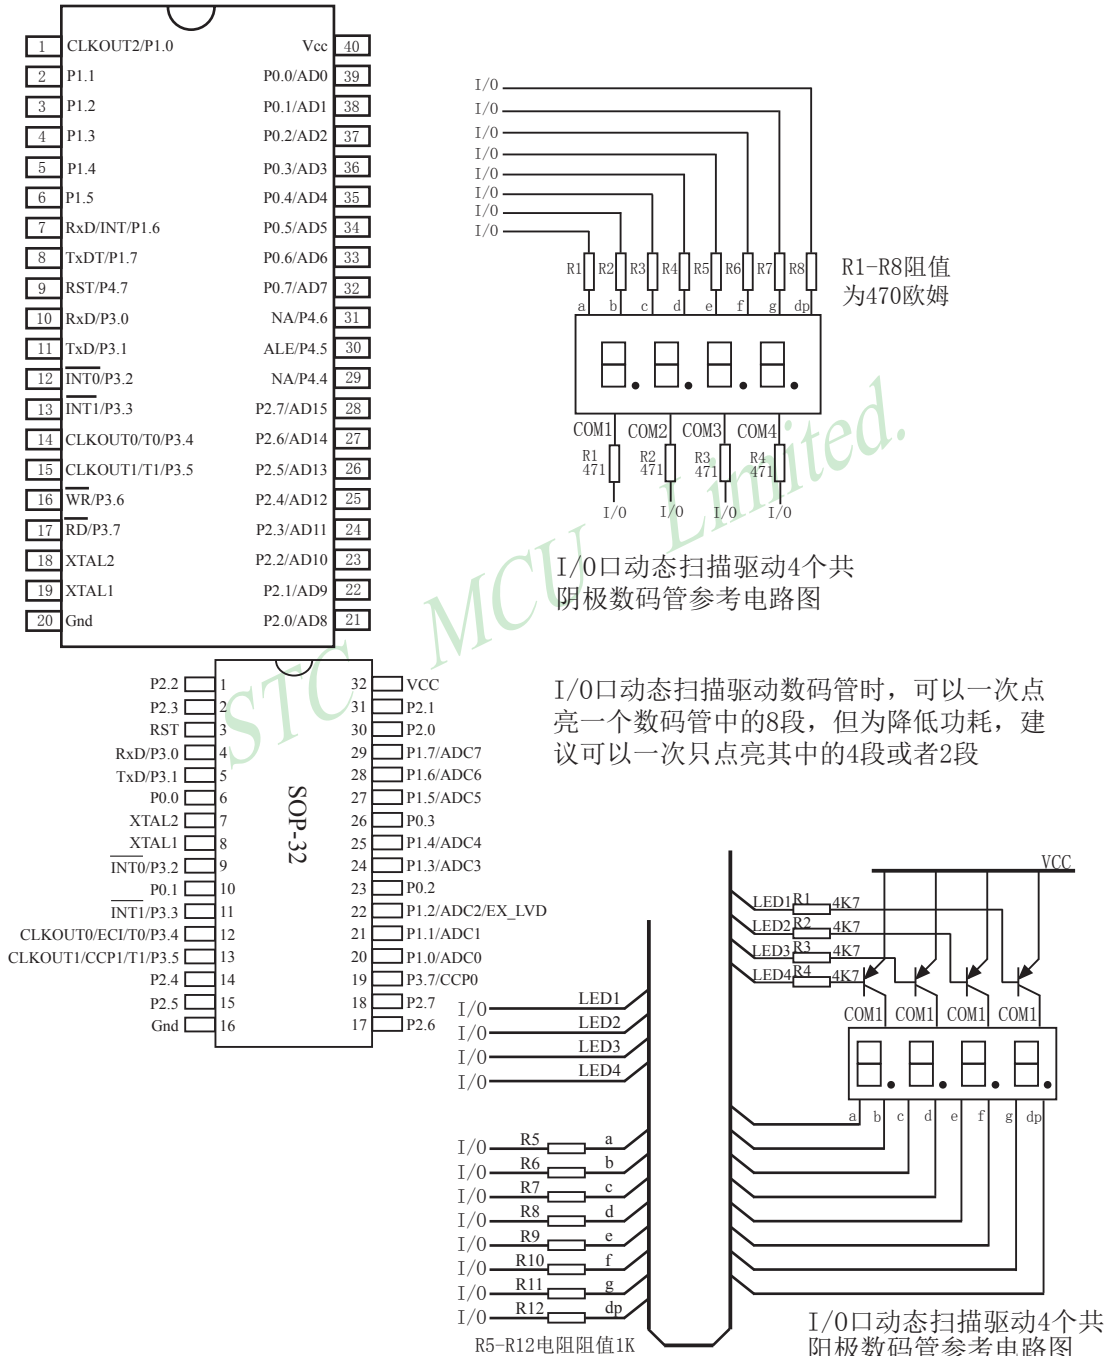 1 CLKOUT2/P1.0 Vcc 40
2 P1.1 P0.0/AD0 39
3 P1.2 P0.1/AD1 38
4 P1.3 P0.2/AD2 37
5 P1.4 P0.3/AD3 36
6 P1.5 P0.4/AD4 35
7 RxD/INT/P1.6 P0.5/AD5 34
8 TxDT/P1.7 P0.6/AD6 33
9 RST/P4.7 P0.7/AD7 32
10 RxD/P3.0 NA/P4.6 31
11 TxD/P3.1 ALE/P4.5 30
12 INT0/P3.2 NA/P4.4 29
13 INT1/P3.3 P2.7/AD15 28
14 CLKOUT0/T0/P3.4 P2.6/AD14 27
15 CLKOUT1/T1/P3.5 P2.5/AD13 26
16 WR/P3.6 P2.4/AD12 25
17 RD/P3.7 P2.3/AD11 24
18 XTAL2 P2.2/AD10 23
19 XTAL1 P2.1/AD9 22
20 Gnd P2.0/AD8 21
I/O
I/O
I/O
I/O
I/O
I/O
I/O
I/O
R1 R2 R3 R4 R5 R6 R7 R8
R1-R8阻值
为470欧姆
a b c d e f g dp
COM1 COM2 COM3 COM4
R1 R2 R3 R4
471 471 471 471
I/O I/O I/O I/O
I/O口动态扫描驱动4个共
阴极数码管参考电路图
STC MCU Limited.
P2.2 1 32 VCC
P2.3 2 31 P2.1
RST 3 30 P2.0
RxD/P3.0 4 29 P1.7/ADC7
TxD/P3.1 5 28 P1.6/ADC6
P0.0 6 27 P1.5/ADC5
XTAL2 7 26 P0.3
XTAL1 8 25 P1.4/ADC4
INT0/P3.2 9 24 P1.3/ADC3
P0.1 10 23 P0.2
INT1/P3.3 11 22 P1.2/ADC2/EX_LVD
CLKOUT0/ECI/T0/P3.4 12 21 P1.1/ADC1
CLKOUT1/CCP1/T1/P3.5 13 20 P1.0/ADC0
P2.4 14 19 P3.7/CCP0
P2.5 15 18 P2.7
Gnd 16 17 P2.6
SOP-32
I/O口动态扫描驱动数码管时，可以一次点
亮一个数码管中的8段，但为降低功耗，建
议可以一次只点亮其中的4段或者2段
VCC
LED1 R1 4K7
LED2 R2 4K7
LED3 R3 4K7
LED4 R4 4K7
COM1 COM1 COM1 COM1
a b c d e f g dp
I/O LED1
I/O LED2
I/O LED3
I/O LED4
I/O R5 a
I/O R6 b
I/O R7 c
I/O R8 d
I/O R9 e
I/O R10 f
I/O R11 g
I/O R12 dp
R5-R12电阻阻值1K
I/O口动态扫描驱动4个共
阳极数码管参考电路图